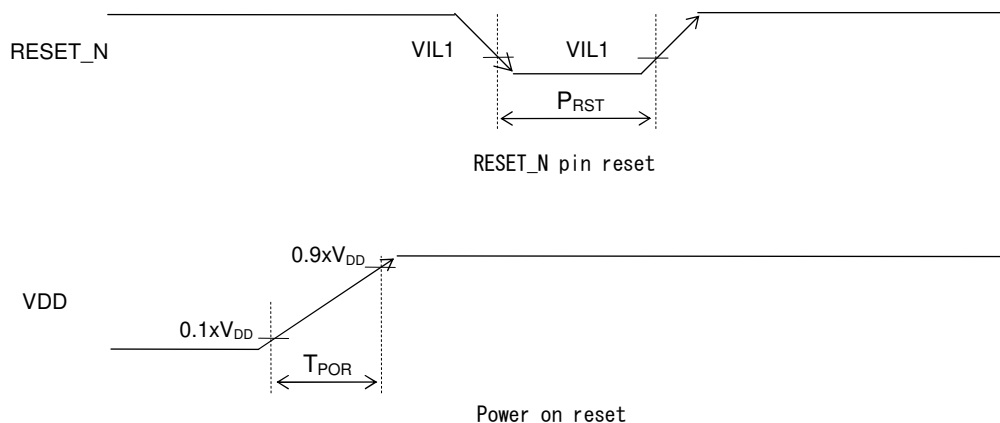 RESET_N
VIL1
VIL1
PRST
RESET_N pin reset
0.9xVDD
VDD
0.1xVDD
TPOR
Power on reset